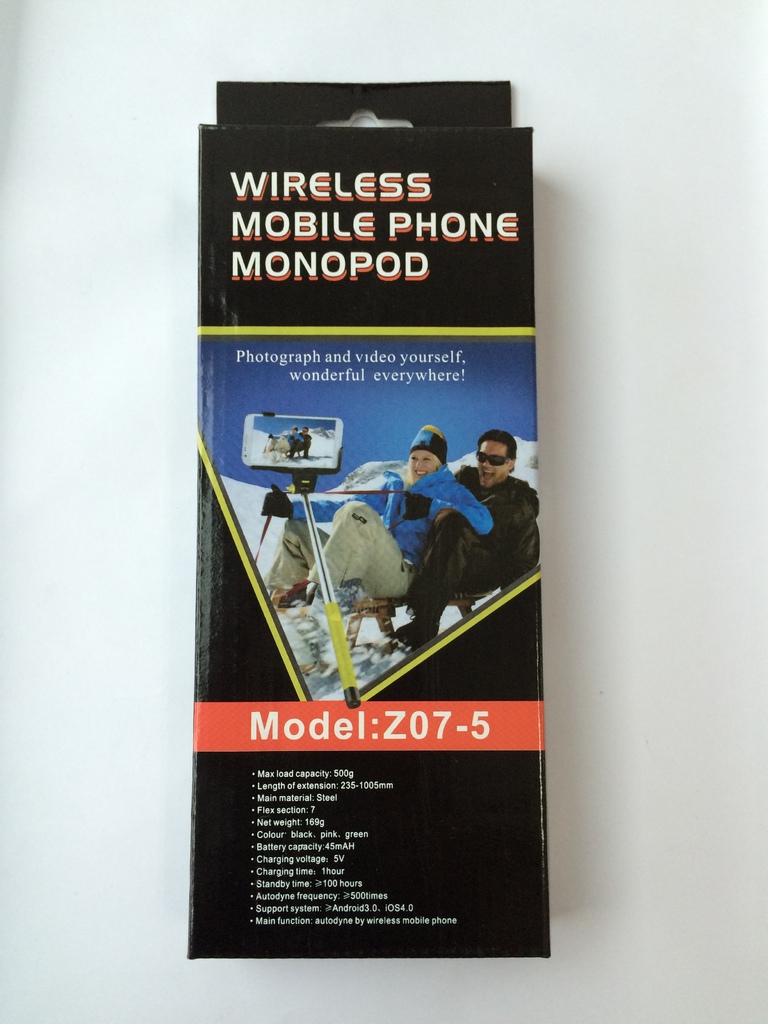 WIRELESS
MOBILE PHONE
MONOPOD
Photograph and video yourself,
wonderful everywhere!
Model:Z07-5
• Max load capacity: 500g
• Length of extension: 235-1005mm
• Main material: Steel
• Flex section: 7
• Net weight: 169g
• Colour: black、pink、green
• Battery capacity:45mAH
• Charging voltage: 5V
• Charging time: 1hour
• Standby time: ≥100 hours
• Autodyne frequency: ≥500times
• Support system: ≥Android3.0、iOS4.0
• Main function: autodyne by wireless mobile phone